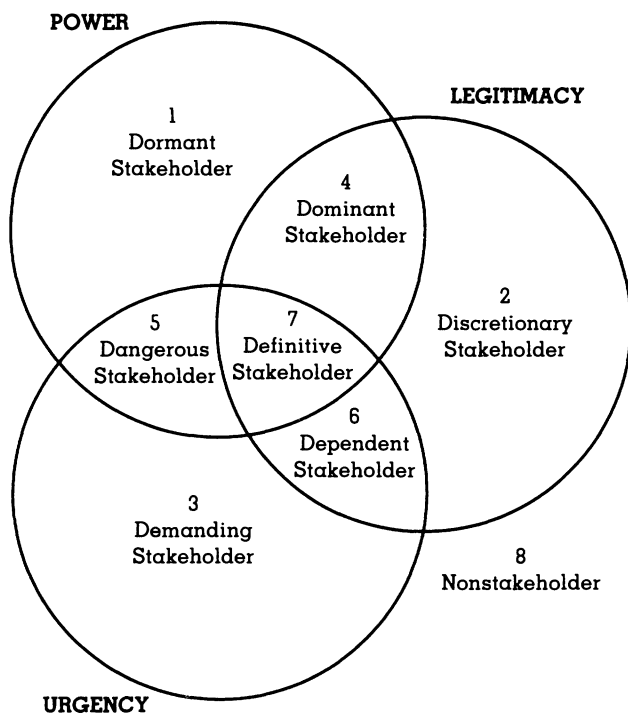 POWER
LEGITIMACY
1
Dormant
Stakeholder
4
Dominant
Stakeholder
2
Discretionary
Stakeholder
5
Dangerous
Stakeholder
7
Definitive
Stakeholder
6
Dependent
Stakeholder
3
Demanding
Stakeholder
8
Nonstakeholder
URGENCY